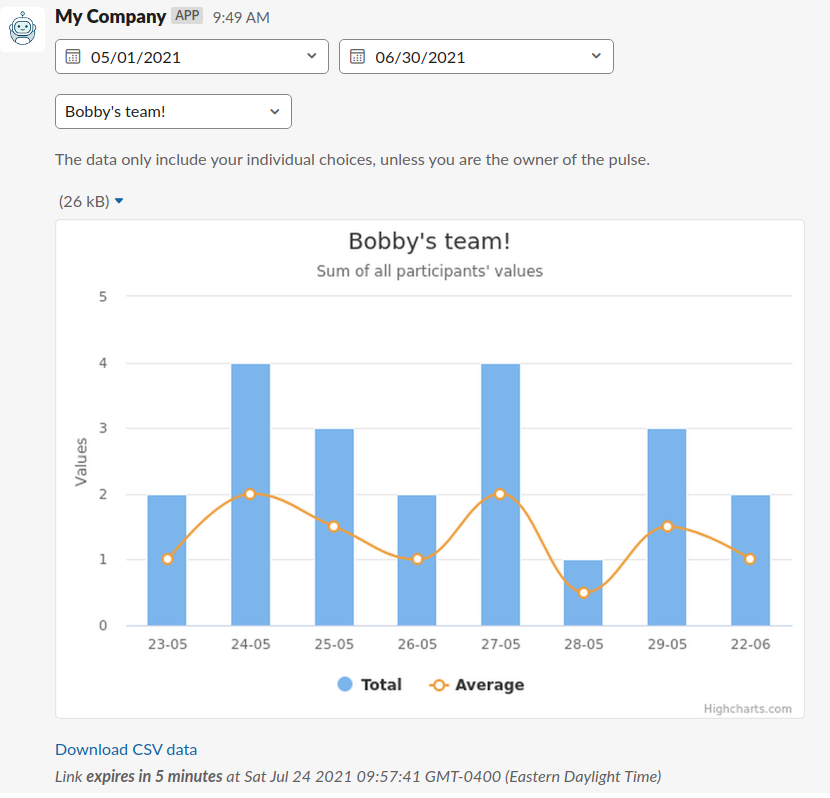 My Company APP 9:49 AM
05/01/2021 06/30/2021
Bobby's team!
The data only include your individual choices, unless you are the owner of the pulse.
(26 kB)
Bobby's team!
Sum of all participants' values
Values
5
4
3
2
1
0
23-05 24-05 25-05 26-05 27-05 28-05 29-05 22-06
Total Average
Highcharts.com
Download CSV data
Link expires in 5 minutes at Sat Jul 24 2021 09:57:41 GMT-0400 (Eastern Daylight Time)